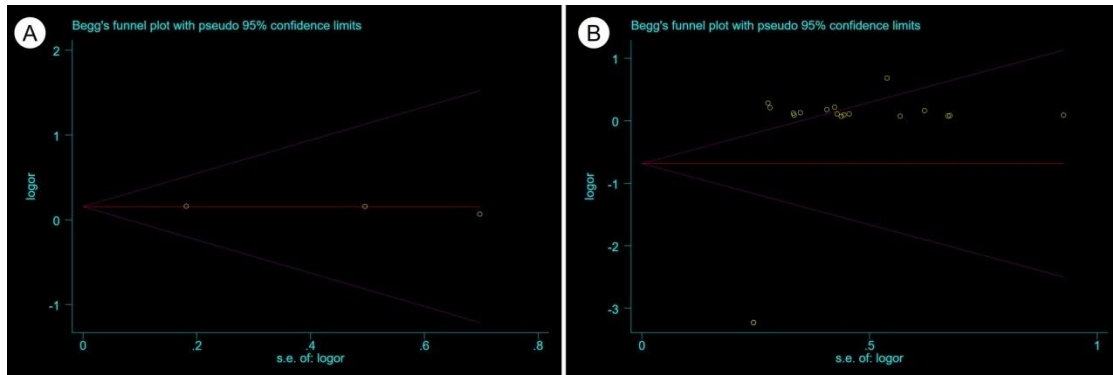 A
Begg's funnel plot with pseudo 95% confidence limits
2
1
0
-1
logor
0
.2
.4
.6
.8
s.e. of: logor
B
Begg's funnel plot with pseudo 95% confidence limits
1
0
-1
-2
-3
logor
0
.5
1
s.e. of: logor